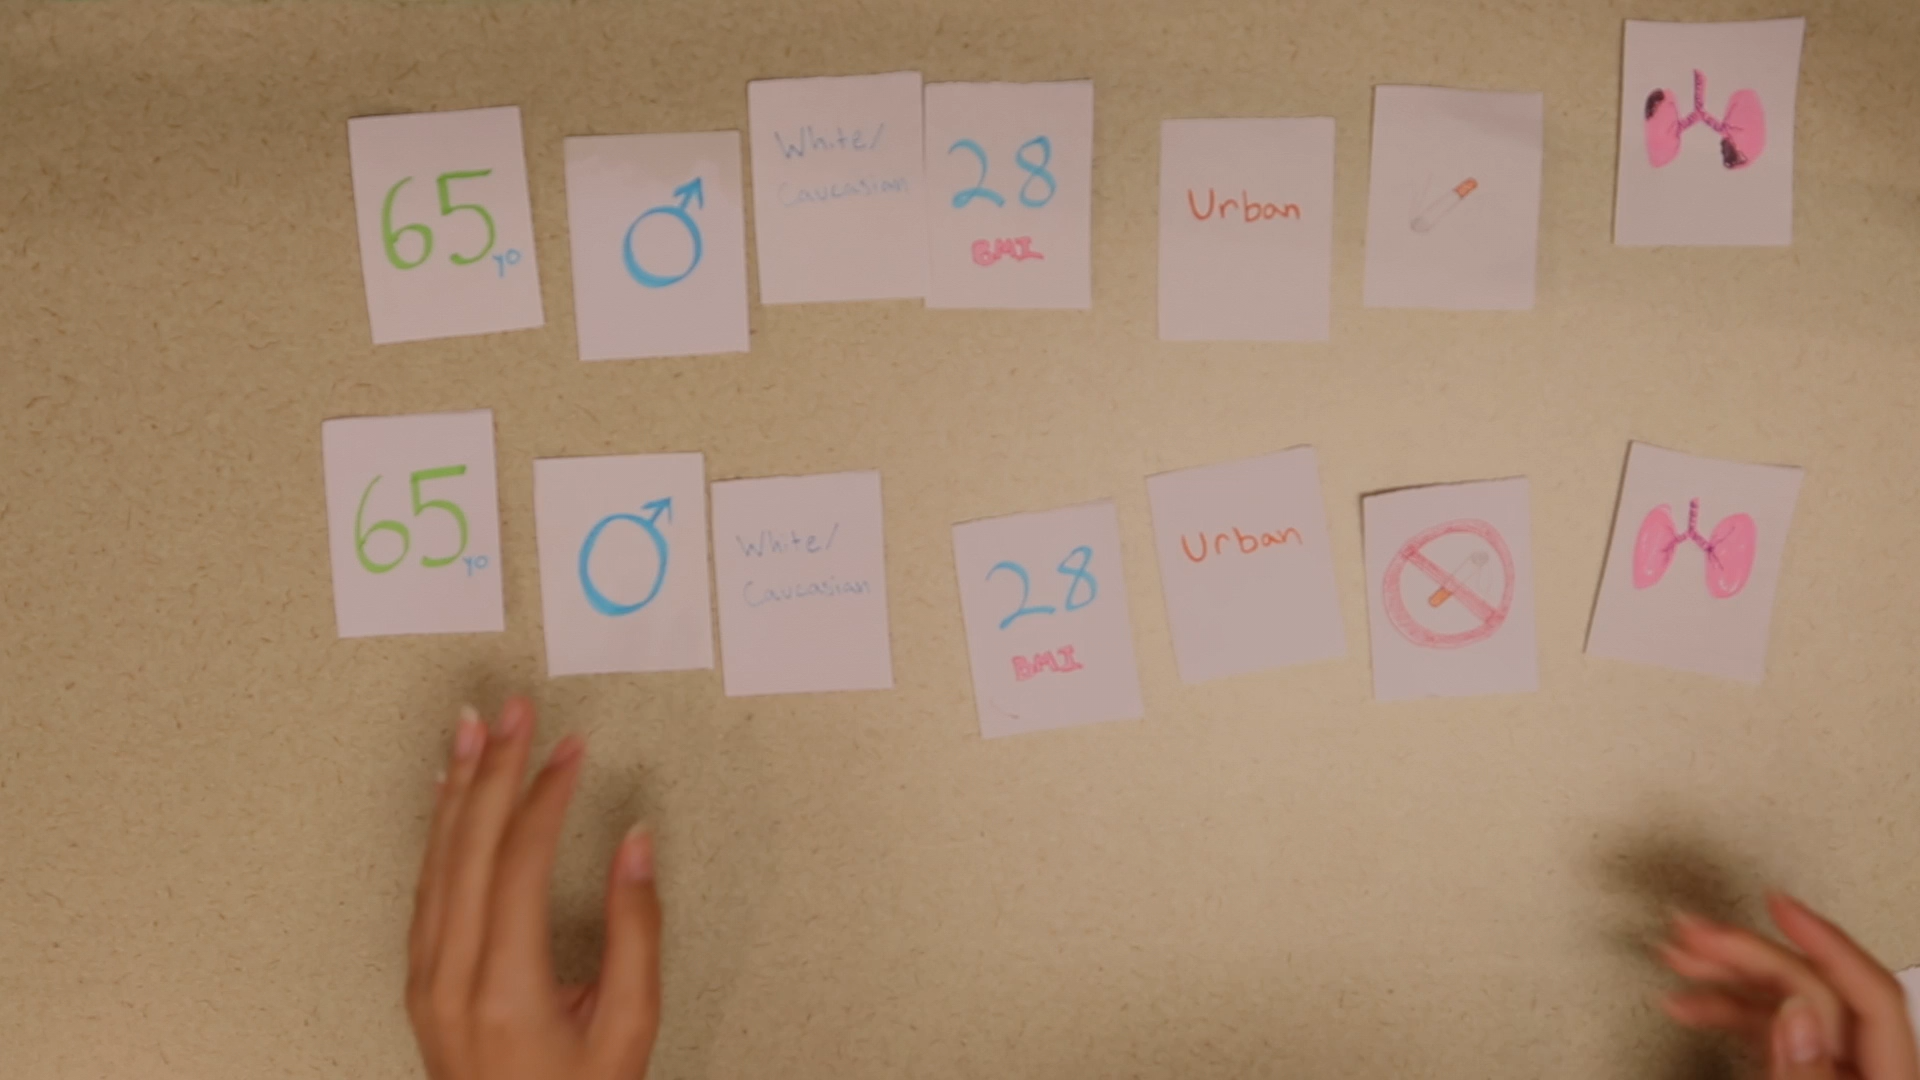 65
yo
White/
Caucasian
28
BMI
Urban
65
yo
White/
Caucasian
28
BMI
Urban